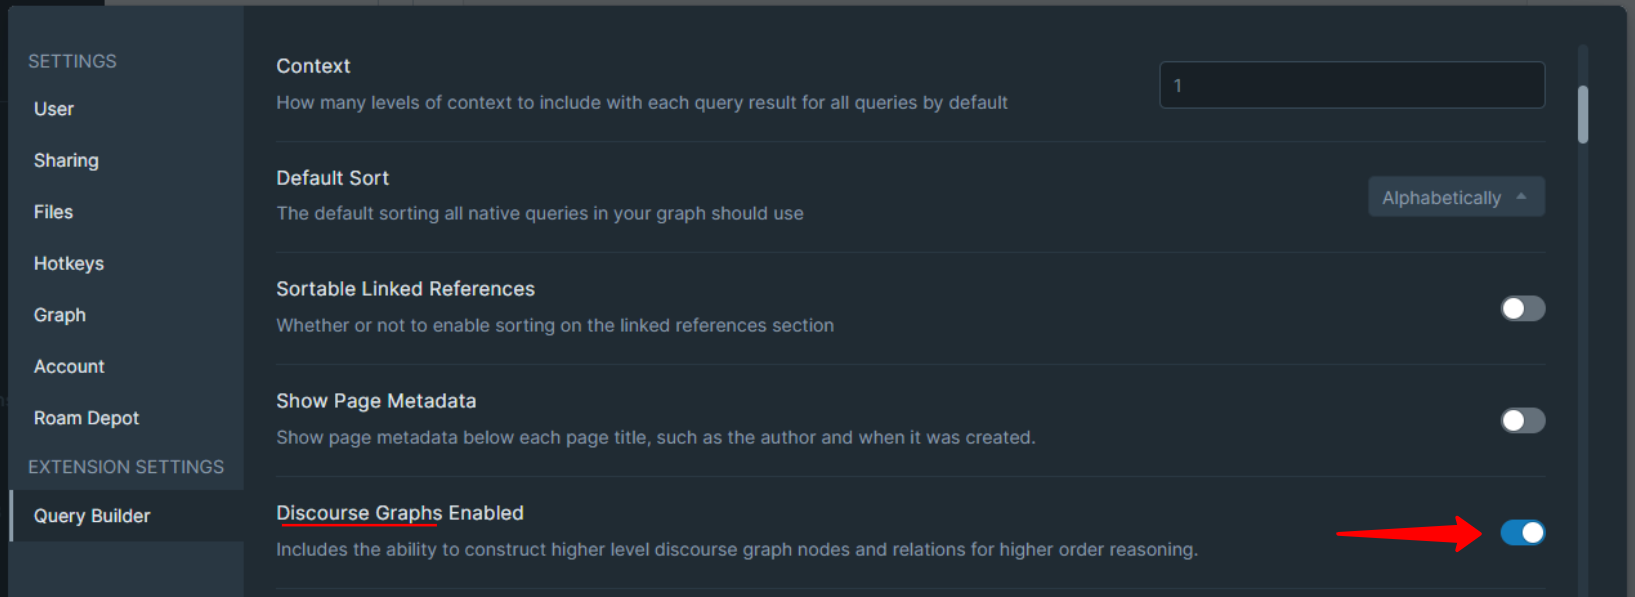 SETTINGS
User
Sharing
Files
Hotkeys
Graph
Account
Roam Depot
EXTENSION SETTINGS
Query Builder
Context
How many levels of context to include with each query result for all queries by default
1
Default Sort
The default sorting all native queries in your graph should use
Alphabetically
Sortable Linked References
Whether or not to enable sorting on the linked references section
Show Page Metadata
Show page metadata below each page title, such as the author and when it was created.
Discourse Graphs Enabled
Includes the ability to construct higher level discourse graph nodes and relations for higher order reasoning.